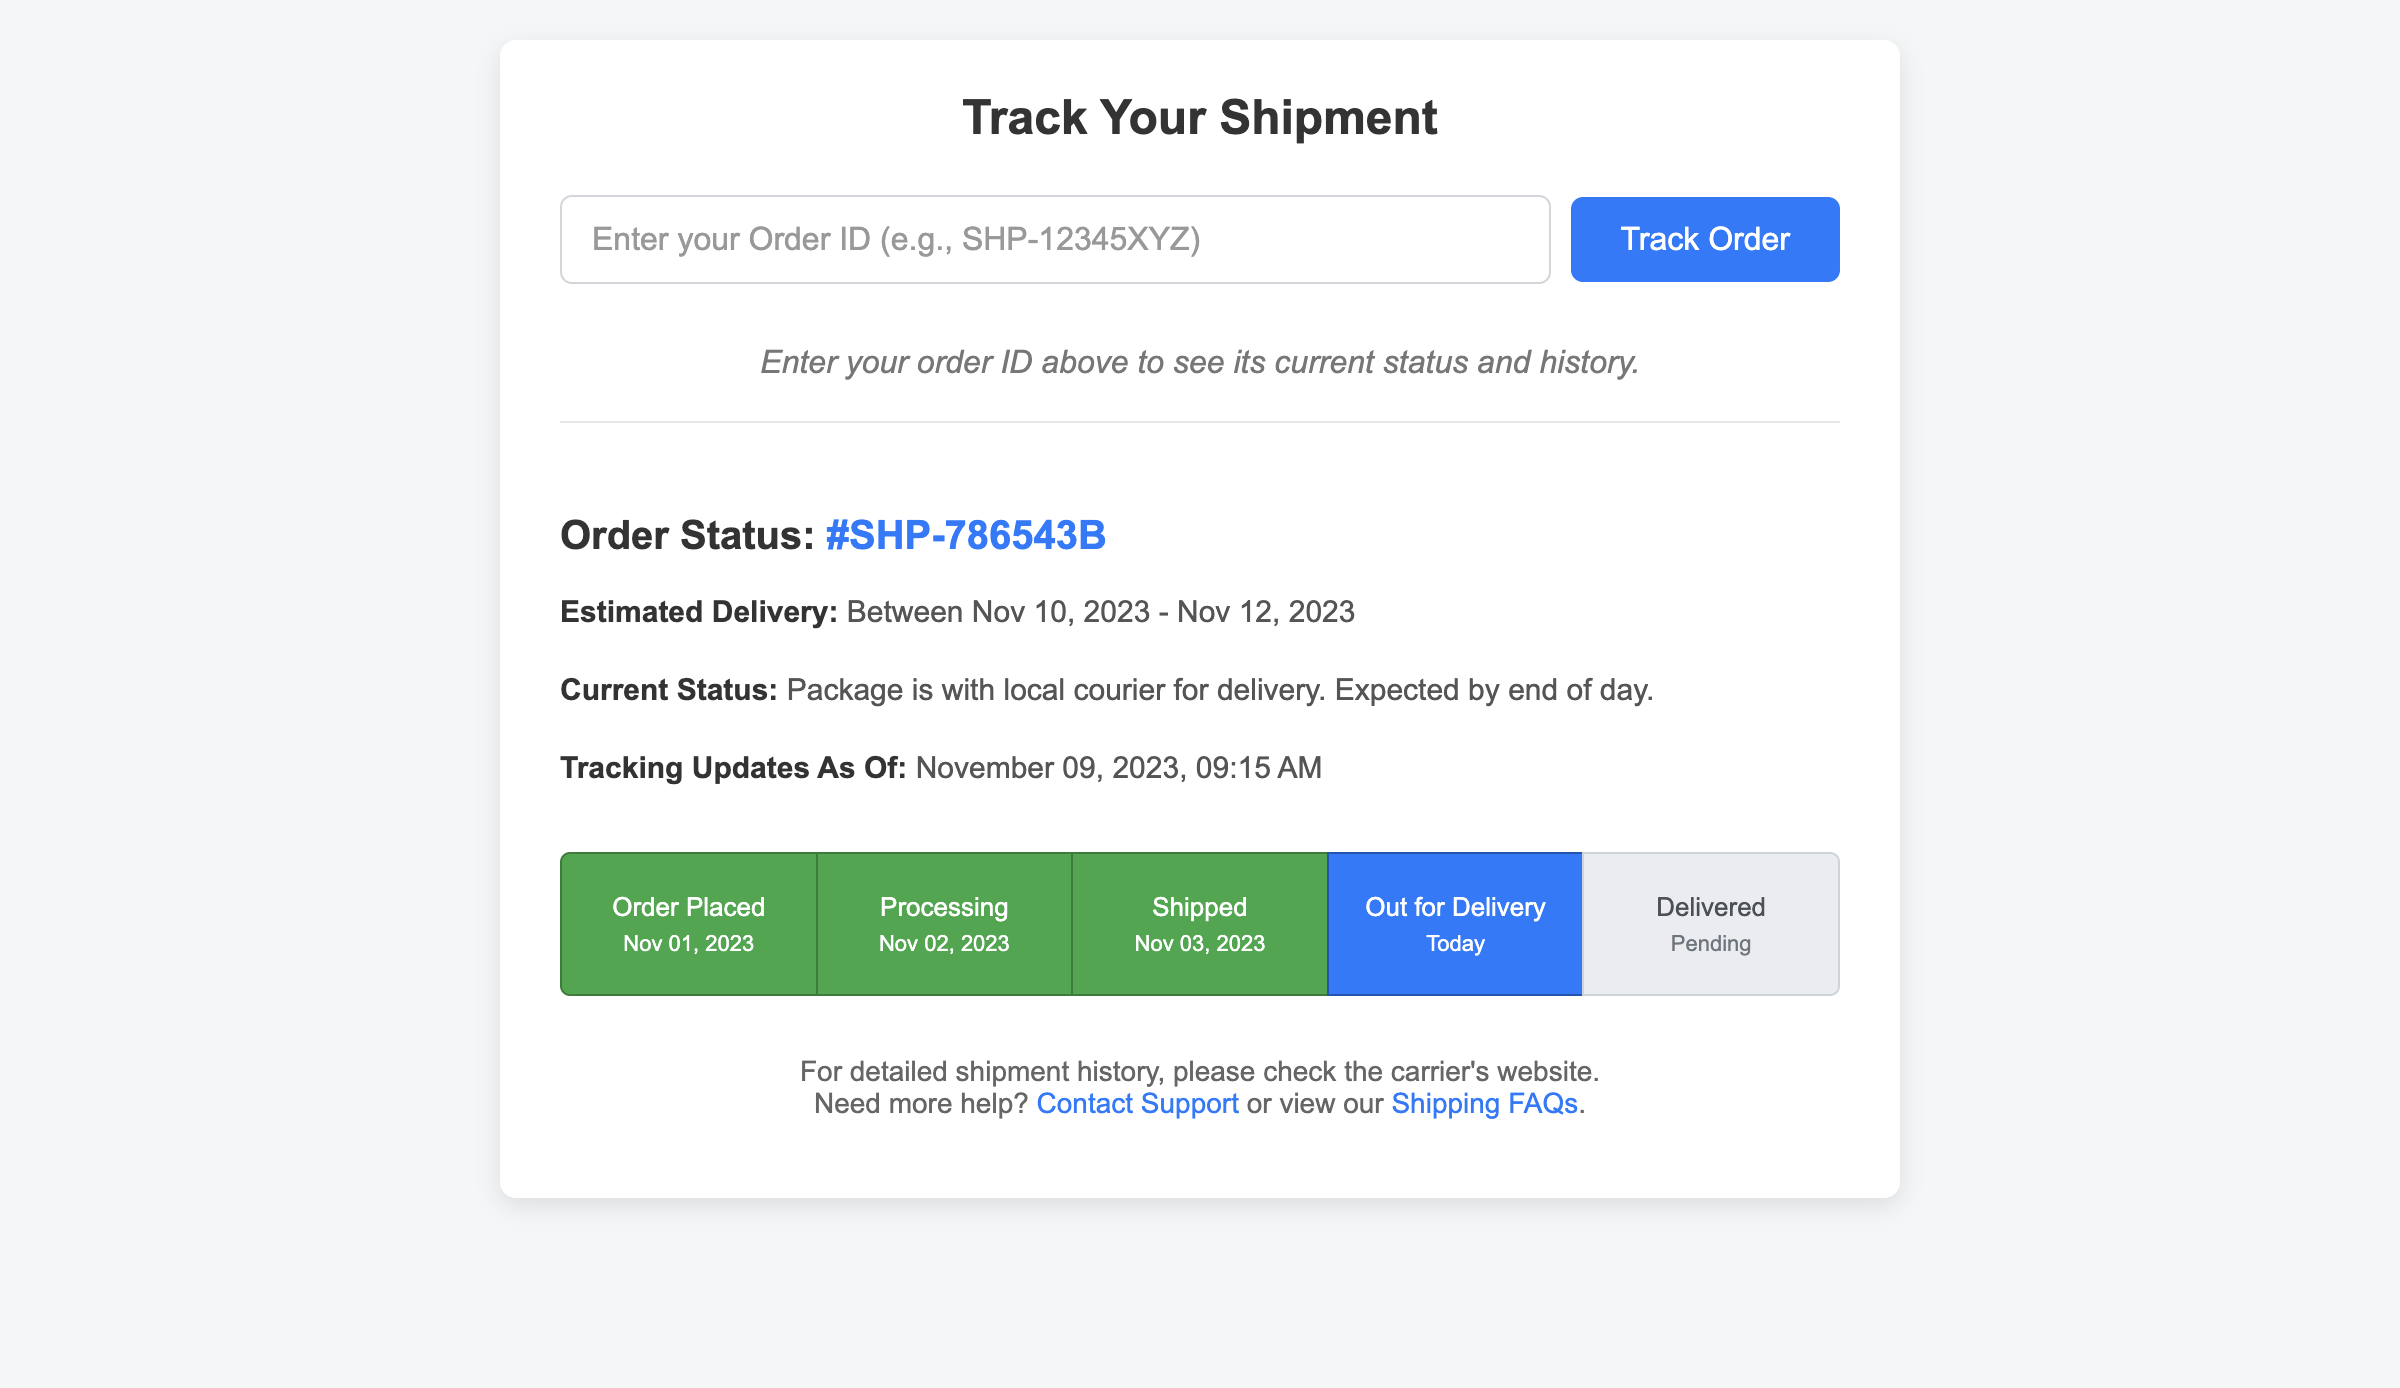 Track Your Shipment
Enter your Order ID (e.g., SHP-12345XYZ)
Track Order
Enter your order ID above to see its current status and history.
Order Status: #SHP-786543B
Estimated Delivery: Between Nov 10, 2023 - Nov 12, 2023
Current Status: Package is with local courier for delivery. Expected by end of day.
Tracking Updates As Of: November 09, 2023, 09:15 AM
Order Placed
Nov 01, 2023
Processing
Nov 02, 2023
Shipped
Nov 03, 2023
Out for Delivery
Today
Delivered
Pending
For detailed shipment history, please check the carrier's website.
Need more help? Contact Support or view our Shipping FAQs.